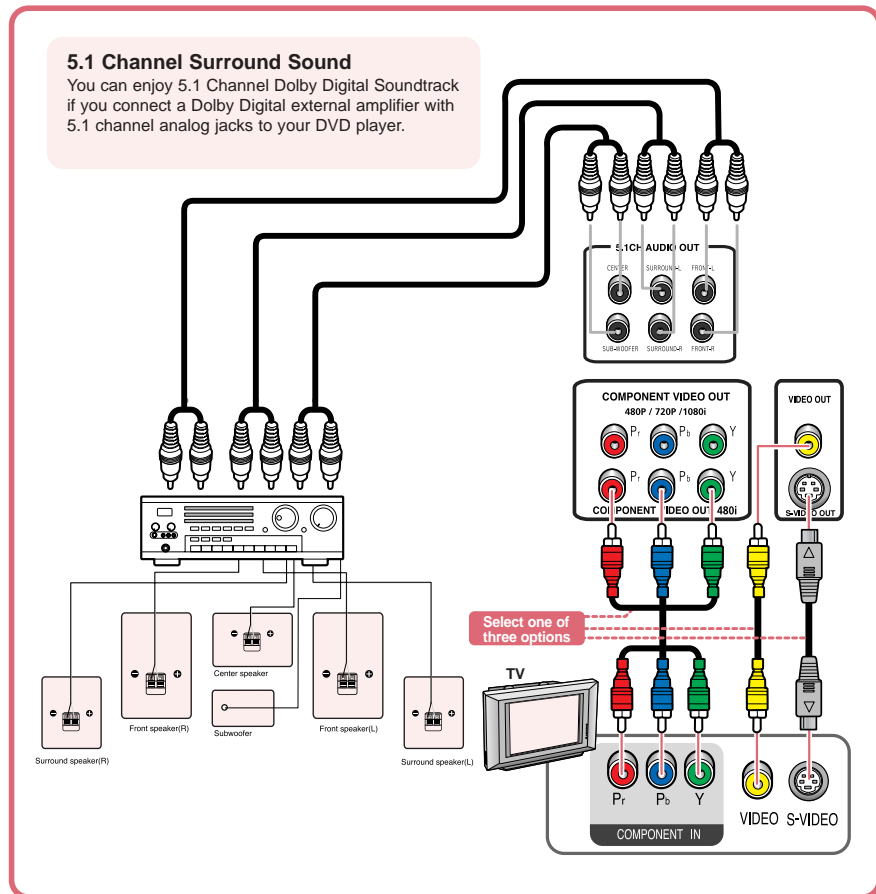 5.1 Channel Surround Sound
You can enjoy 5.1 Channel Dolby Digital Soundtrack
if you connect a Dolby Digital external amplifier with
5.1 channel analog jacks to your DVD player.
5.1CH AUDIO OUT
CENTER SURROUND-L FRONT-L
SUB-WOOFER SURROUND-R FRONT-R
COMPONENT VIDEO OUT
480P / 720P /1080i
Pr Pb Y
Pr Pb Y
COMPONENT VIDEO OUT 480i
VIDEO OUT
S-VIDEO OUT
Select one of
three options
TV
Center speaker
Front speaker(R)
Subwoofer
Front speaker(L)
Surround speaker(R)
Surround speaker(L)
Pr Pb Y
COMPONENT IN
VIDEO S-VIDEO